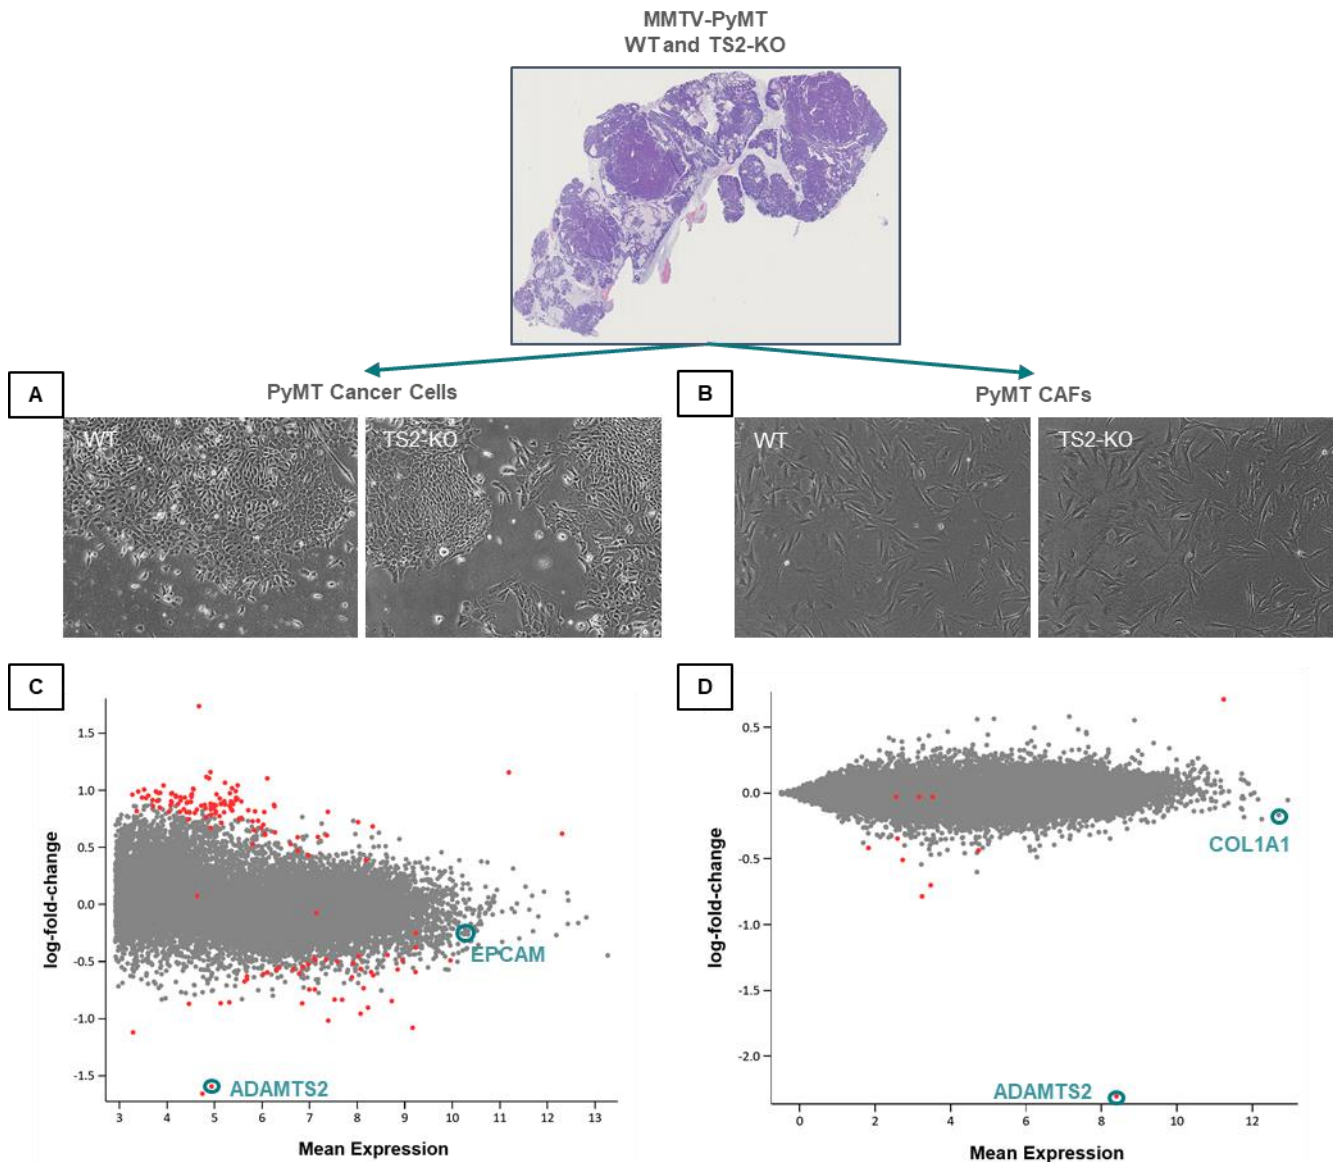 MMTV-PyMT
WT and TS2-KO
A
PyMT Cancer Cells
WT
TS2-KO
B
PyMT CAFs
WT
TS2-KO
C
log-fold-change
1.5
1.0
0.5
0.0
-0.5
-1.0
-1.5
EPCAM
ADAMTS2
3 4 5 6 7 8 9 10 11 12 13
Mean Expression
D
log-fold-change
0.5
0.0
-0.5
-1.0
-1.5
-2.0
COL1A1
ADAMTS2
0 2 4 6 8 10 12
Mean Expression